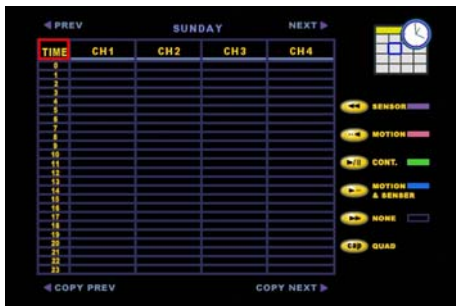 PREV SUNDAY NEXT
TIME CH1 CH2 CH3 CH4
0
1
2
3
4
5
6
7
8
9
10
11
12
13
14
15
16
17
18
19
20
21
22
23
SENSOR
MOTION
CONT.
MOTION
& SENSER
NONE
cap QUAD
COPY PREV COPY NEXT